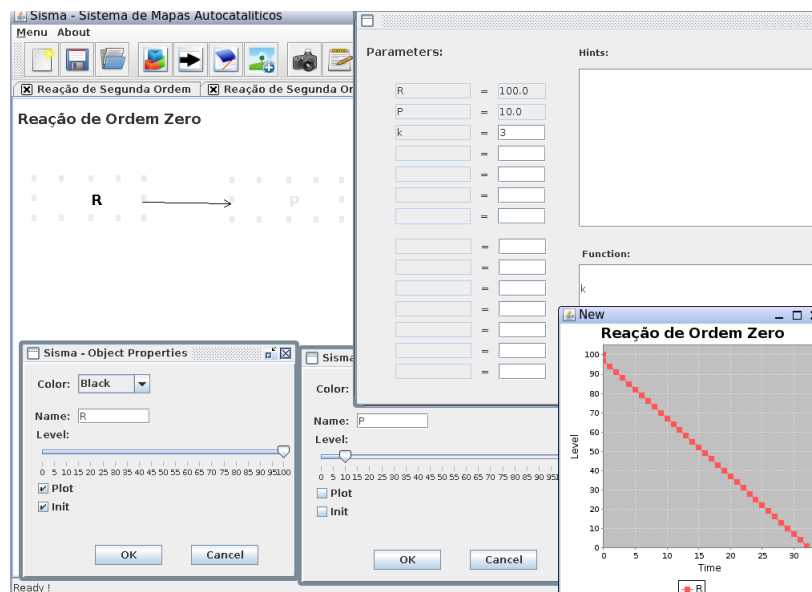 Sisma - Sistema de Mapas Autocatalíticos
Menu About
Reação de Segunda Ordem
Reação de Segunda Or
Reação de Ordem Zero
R
P
Parameters:
Hints:
R = 100.0
P = 10.0
k = 3
=
=
=
=
=
=
=
=
=
=
=
Function:
k
Sisma - Object Properties
Color: Black
Name: R
Level:
0 5 10 15 20 25 30 35 40 45 50 55 60 65 70 75 80 85 90 95 100
Plot
Init
OK Cancel
Sisma
Color:
Name: P
Level:
0 5 10 15 20 25 30 35 40 45 50 55 60 65 70 75 80 85 90 95
Plot
Init
OK Cancel
New
Reação de Ordem Zero
Level
100
90
80
70
60
50
40
30
20
10
0
0 5 10 15 20 25 30
Time
R
Ready !